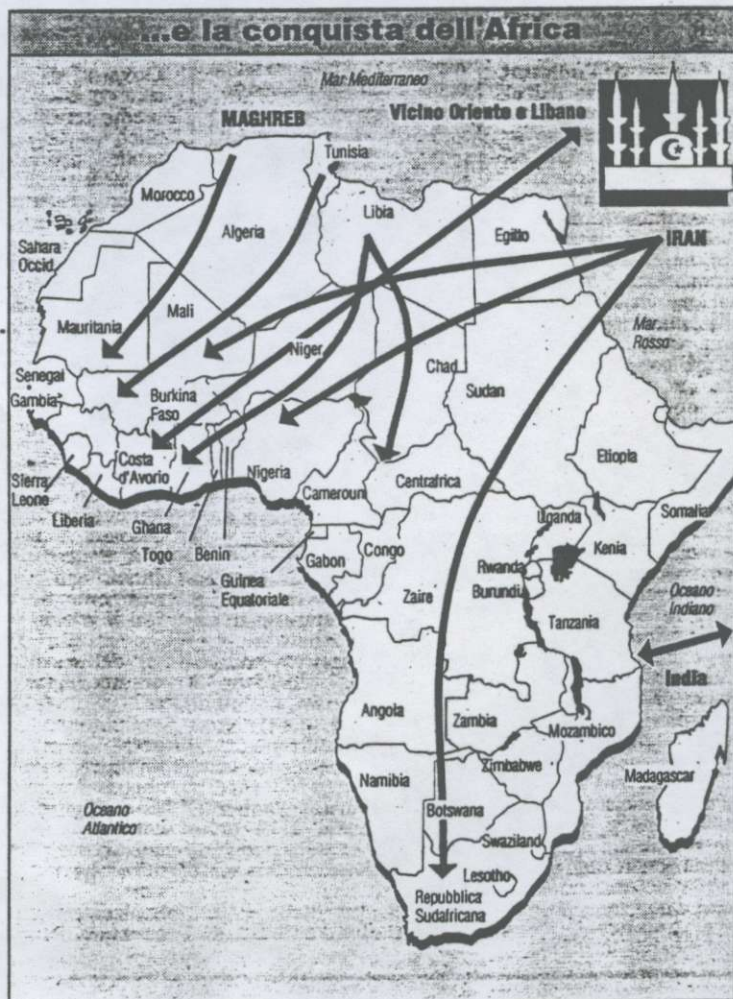 ...e la conquista dell'Africa
Mar Mediterraneo
MAGHREB
Vicino Oriente e Libano
Tunisia
Morocco
Algeria
Libia
Egitto
IRAN
Sahara
Occid.
Mauritania
Mali
Niger
Chad
Sudan
Mar
Rosso
Senegal
Gambia
Burkina
Faso
Etiopia
Sierra
Leone
Costa
d'Avorio
Nigeria
Cameroun
Centrafrica
Somalia
Liberia
Ghana
Togo
Benin
Guinea
Equatoriale
Gabon
Congo
Zaire
Uganda
Kenia
Rwanda
Burundi
Tanzania
Oceano
Indiano
India
Angola
Zambia
Mozambico
Zimbabwe
Madagascar
Namibia
Botswana
Swaziland
Oceano
Atlantico
Lesotho
Repubblica
Sudafricana